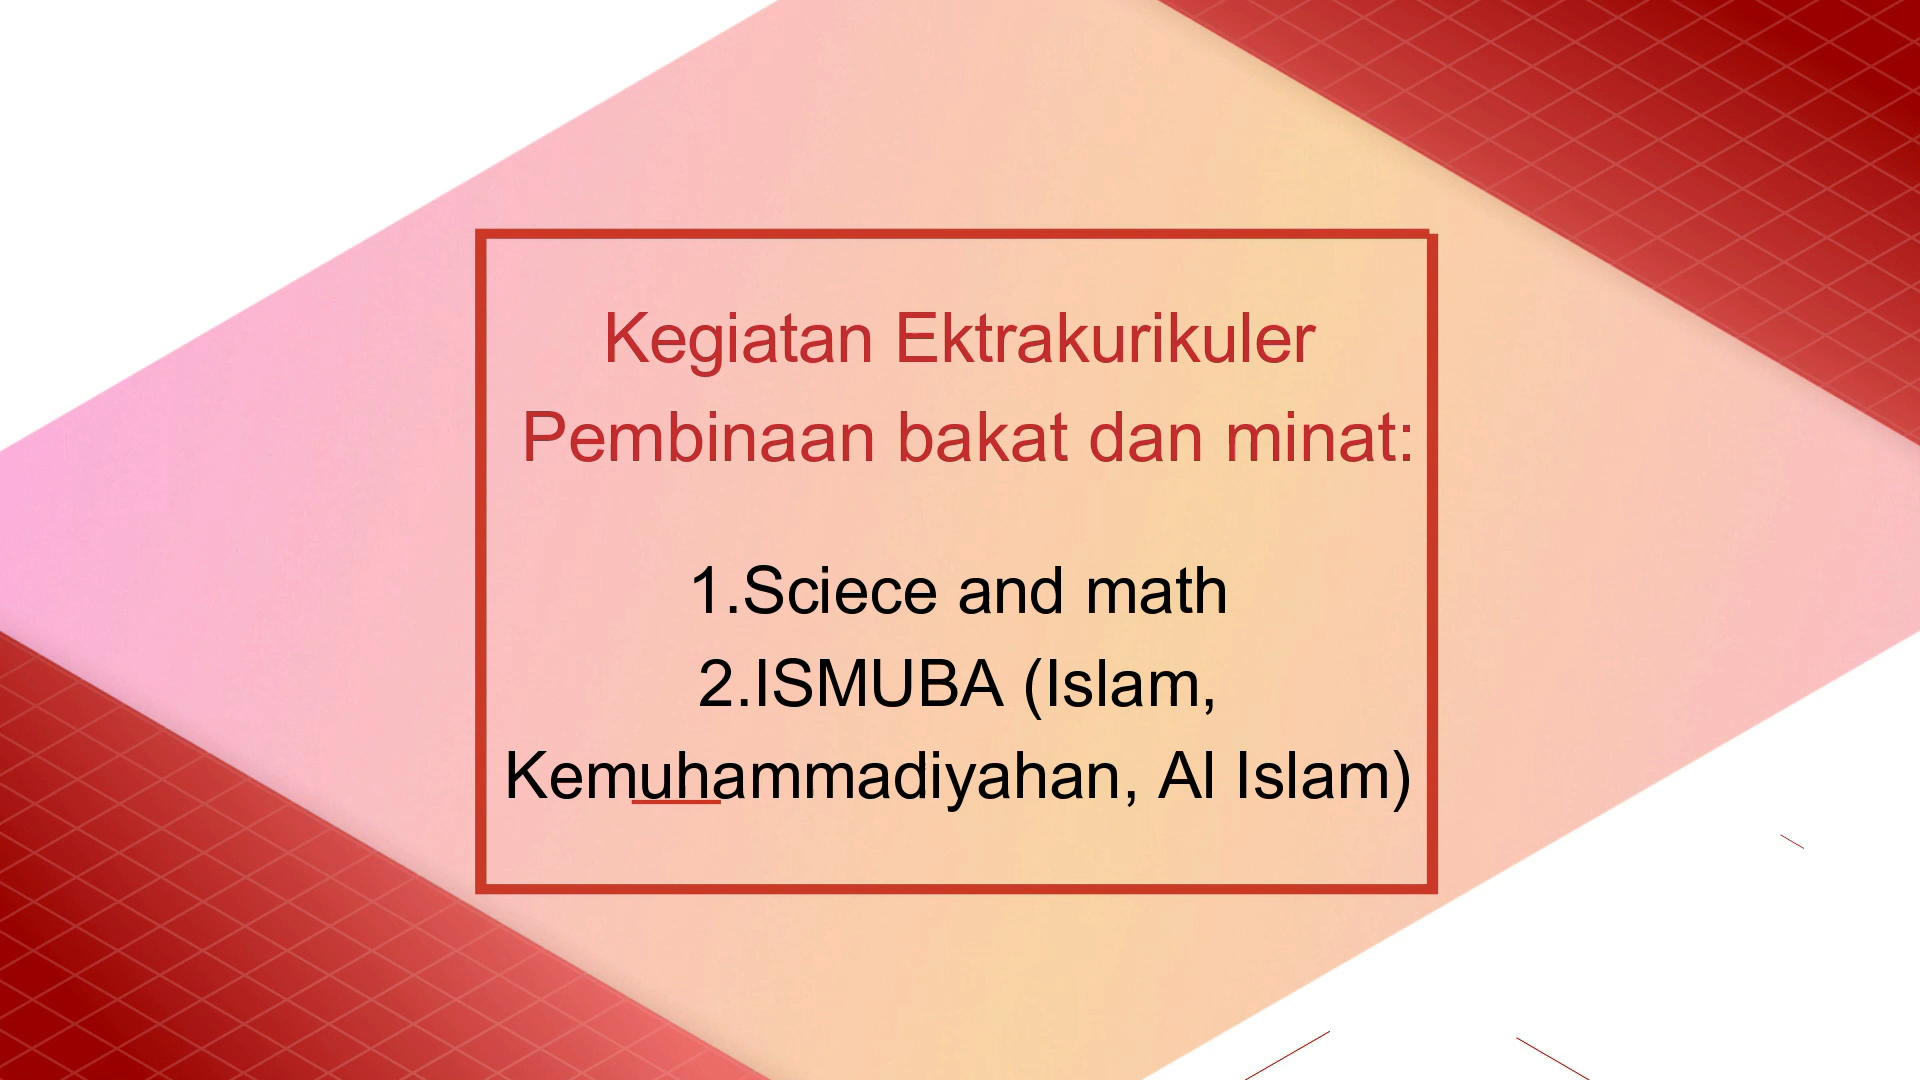 Kegiatan Ektrakurikuler
Pembinaan bakat dan minat:
1.Sciece and math
2.ISMUBA (Islam,
Kemuhammadiyahan, Al Islam)